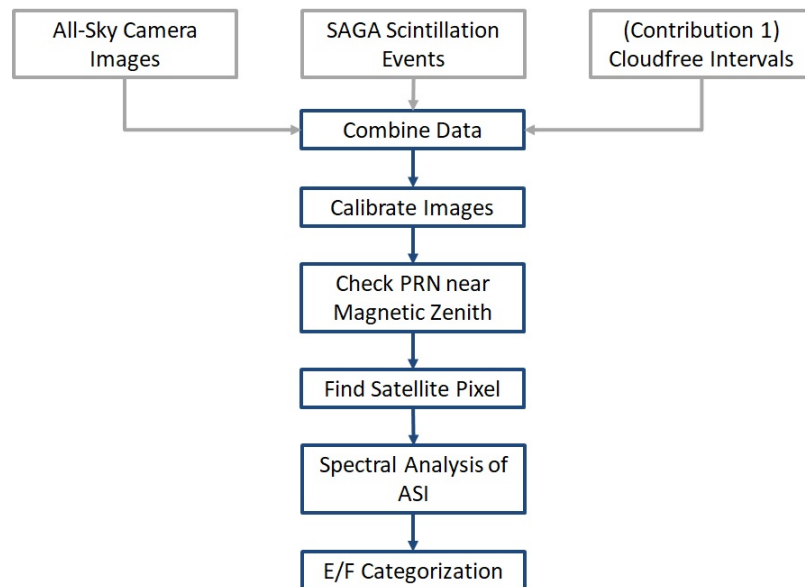 All-Sky Camera
Images
SAGA Scintillation
Events
(Contribution 1)
Cloudfree Intervals
Combine Data
Calibrate Images
Check PRN near
Magnetic Zenith
Find Satellite Pixel
Spectral Analysis of
ASI
E/F Categorization